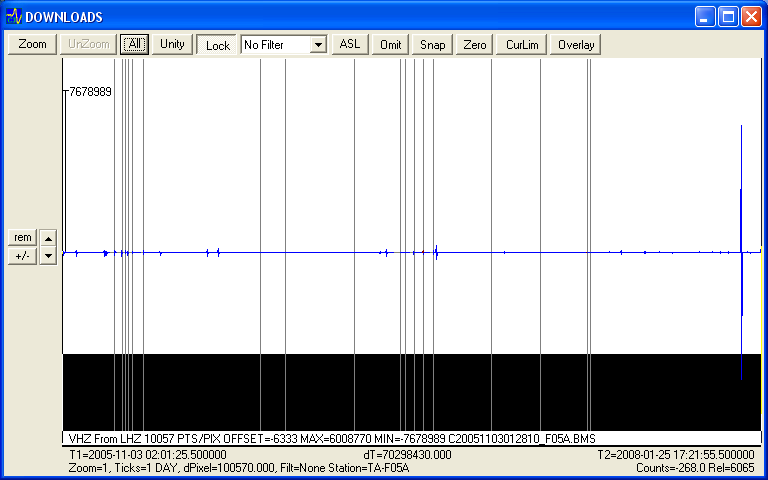 DOWNLOADS
Zoom UnZoom All Unity Lock No Filter ASL Omit Snap Zero CurLim Overlay
7678989
rem
+/-
VHZ From LHZ 10057 PTS/PIX OFFSET=-6333 MAX=6008770 MIN=-7678989 C20051103012810_F05A.BMS
T1=2005-11-03 02:01:25.500000 dT=70298430.000 T2=2008-01-25 17:21:55.500000
Zoom=1, Ticks=1 DAY, dPixel=100570.000, Filt=None Station=TA-F05A Counts=-268.0 Rel=6065